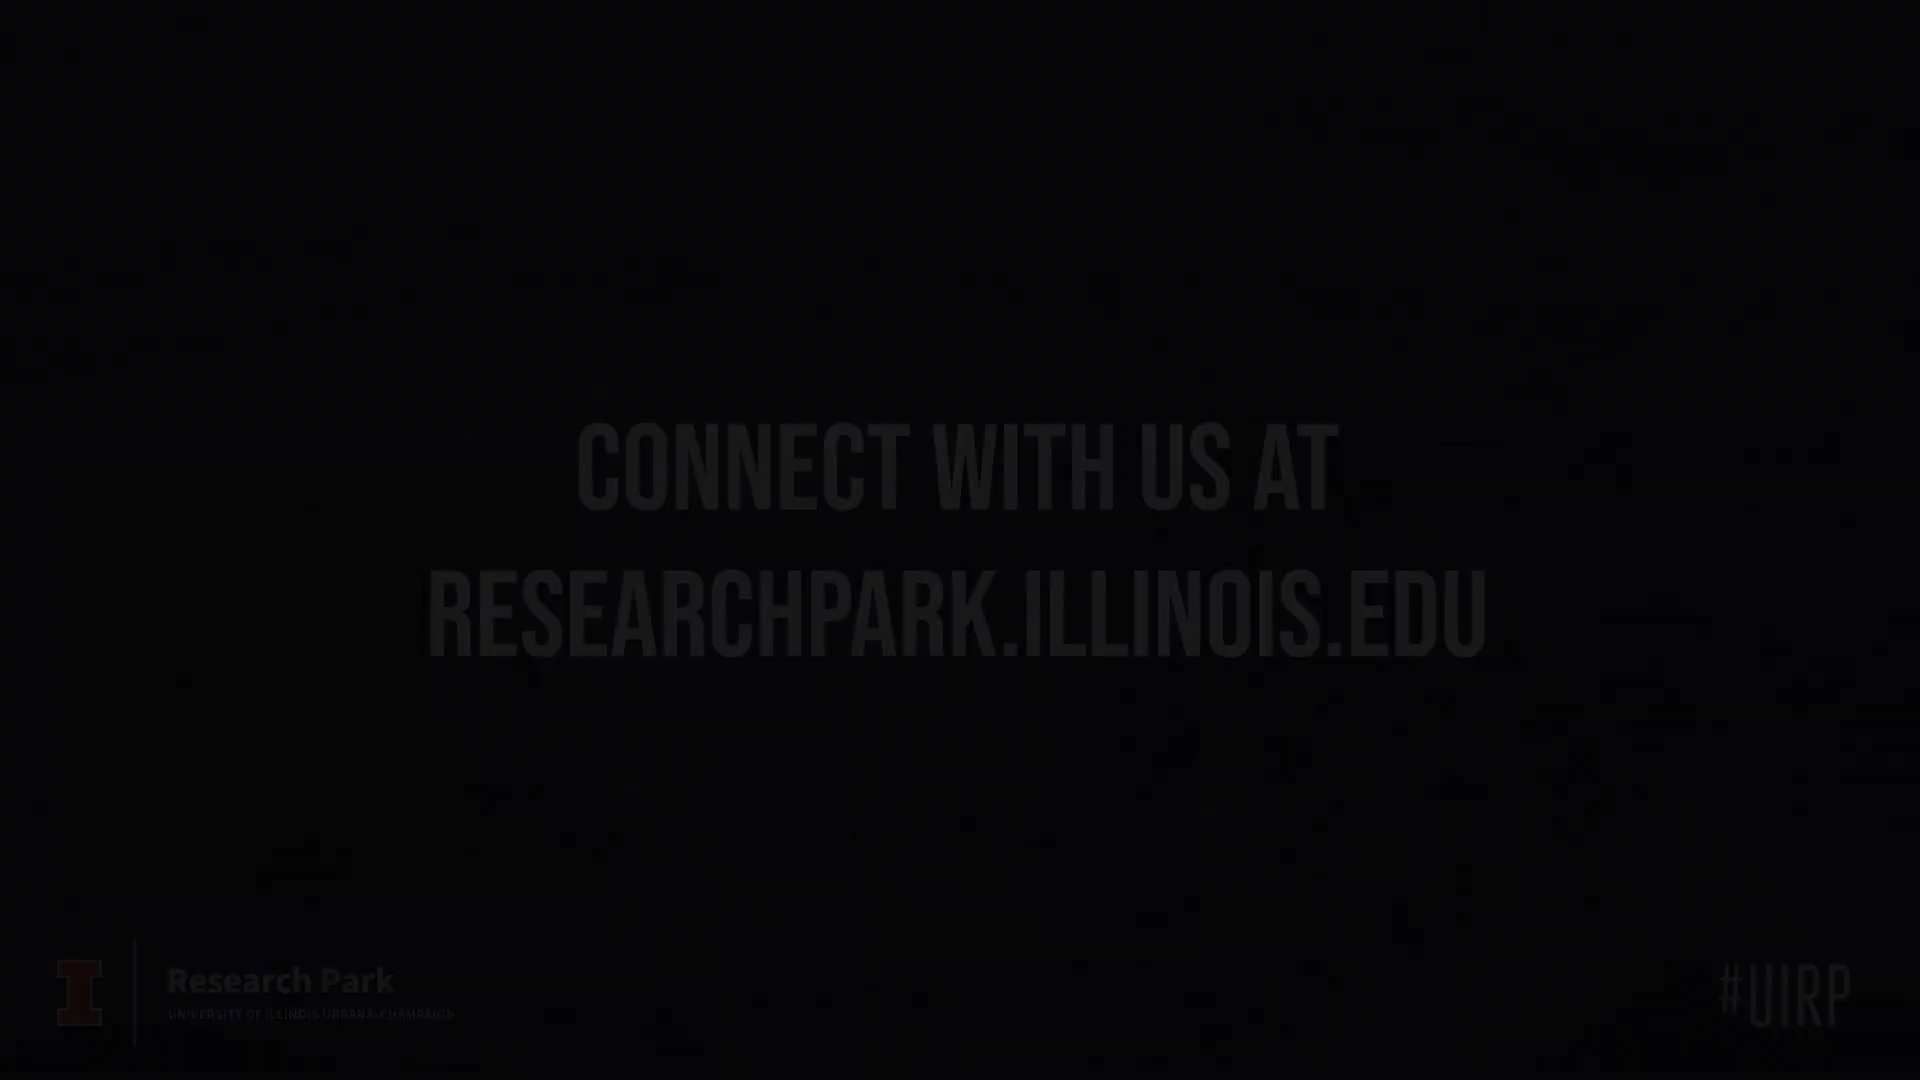 CONNECT WITH US AT
RESEARCHPARK.ILLINOIS.EDU
I
Research Park
UNIVERSITY OF ILLINOIS URBANA-CHAMPAIGN
#UIRP